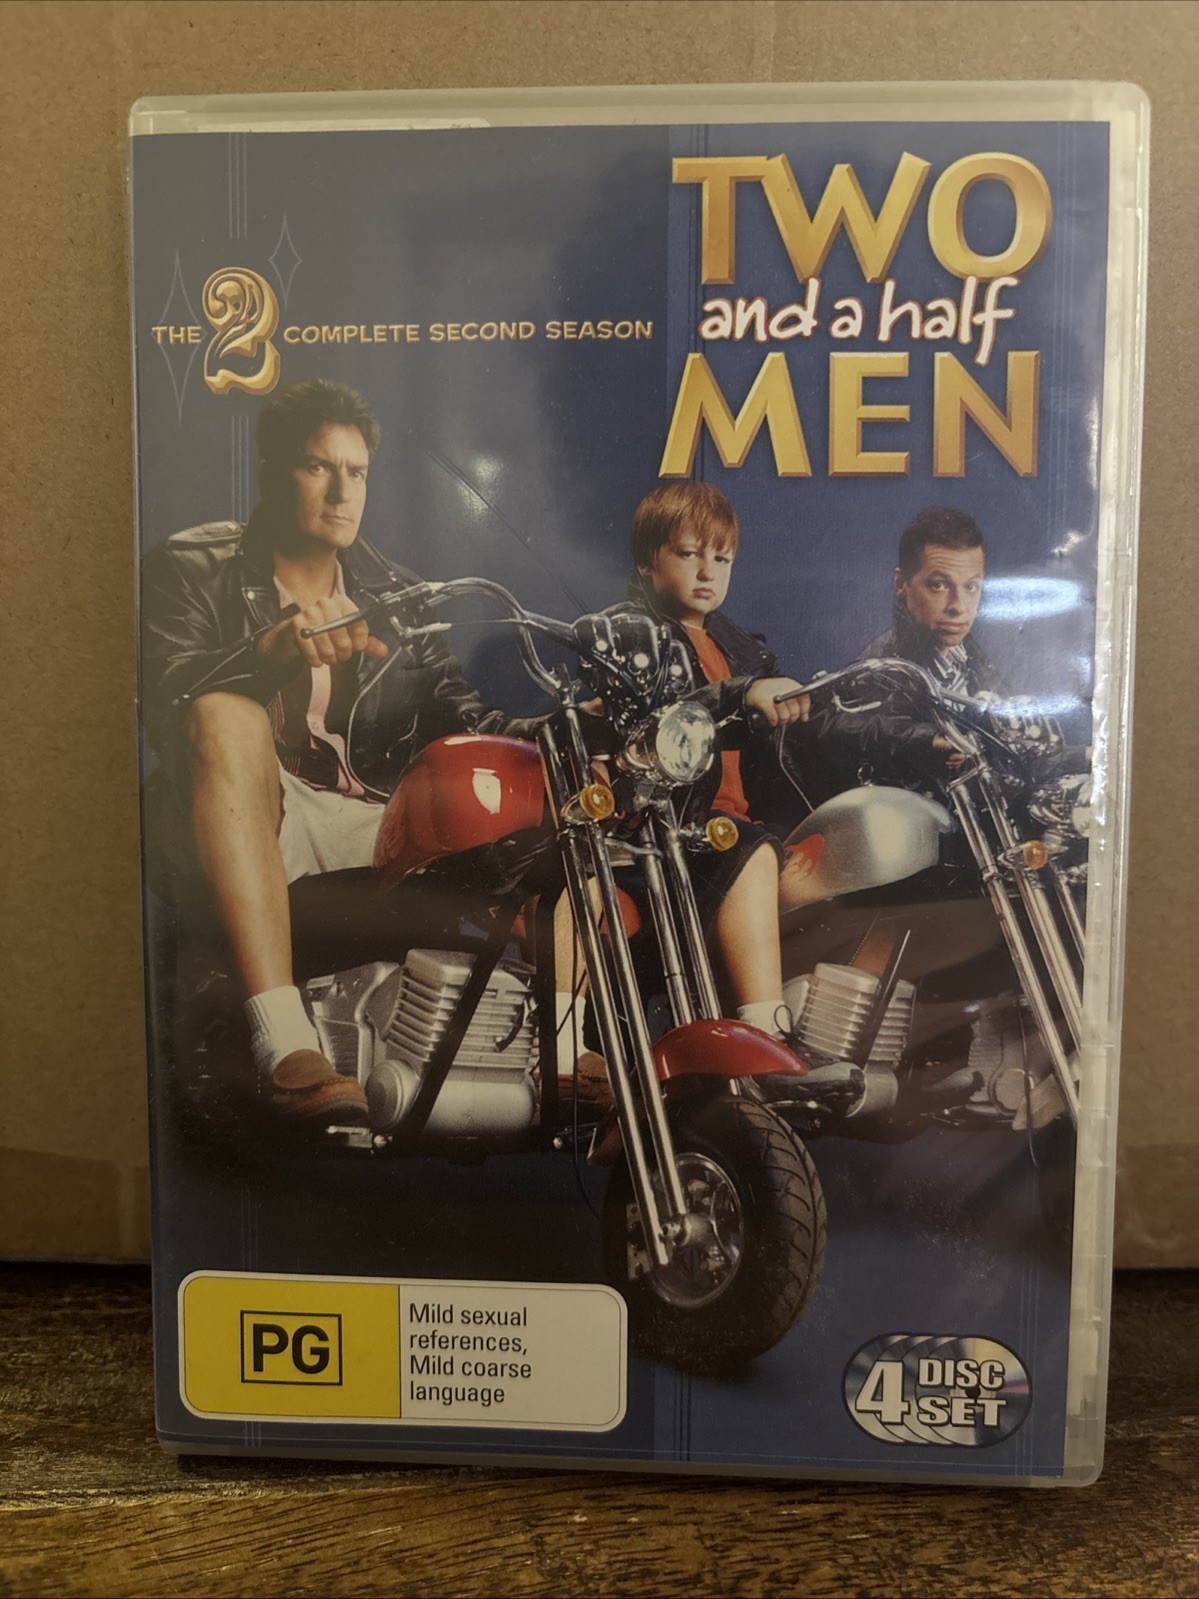 TWO
and a half
MEN
THE 2 COMPLETE SECOND SEASON
PG
Mild sexual
references,
Mild coarse
language
4 DISC
SET